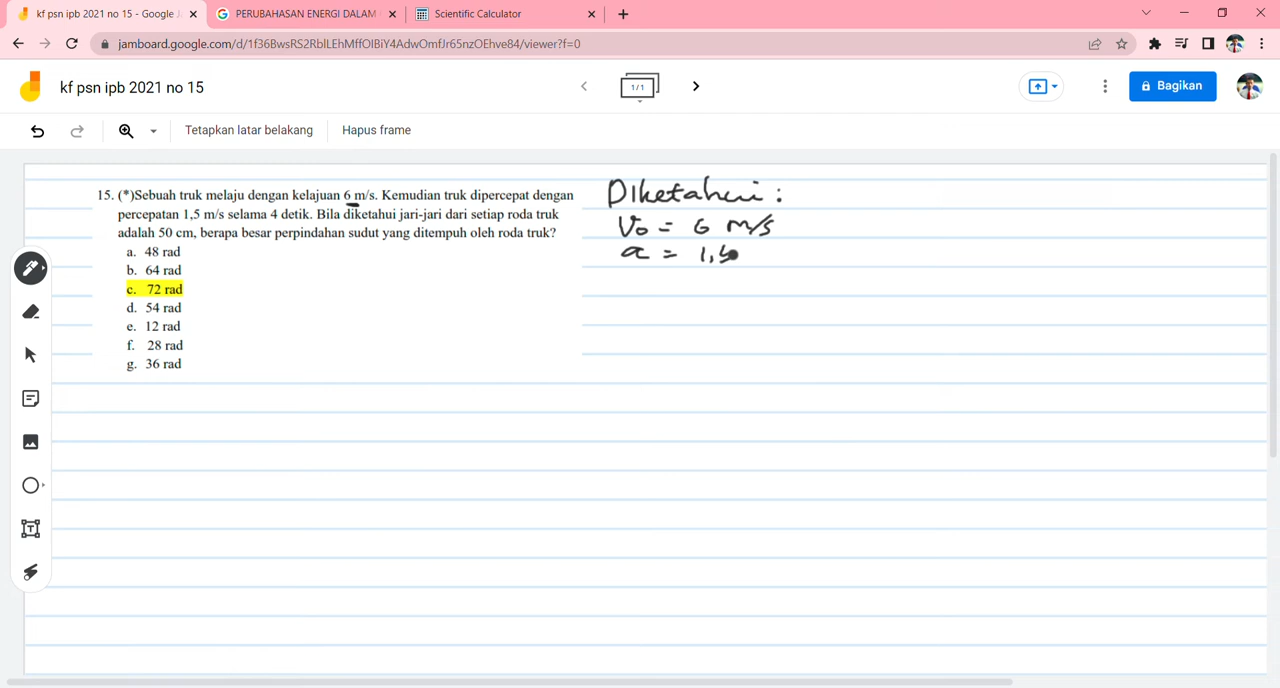 kf psn ipb 2021 no 15 - Google J
PERUBAHASAN ENERGI DALAM
Scientific Calculator
jamboard.google.com/d/1f36BwsRS2RblLEhMffOIBiY4AdwOmfJr65nzOEhve84/viewer?f=0
kf psn ipb 2021 no 15
1/1
Bagikan
Tetapkan latar belakang
Hapus frame
15. (*)Sebuah truk melaju dengan kelajuan 6 m/s. Kemudian truk dipercepat dengan
percepatan 1,5 m/s selama 4 detik. Bila diketahui jari-jari dari setiap roda truk
adalah 50 cm, berapa besar perpindahan sudut yang ditempuh oleh roda truk?
a. 48 rad
b. 64 rad
c. 72 rad
d. 54 rad
e. 12 rad
f. 28 rad
g. 36 rad
Diketahui :
V₀ = 6 m/s
a = 1,5